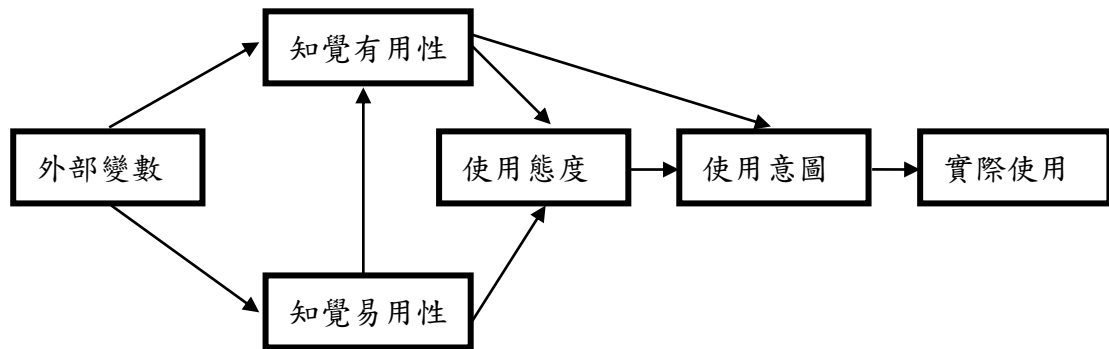 知覺有用性
外部變數
使用態度
使用意圖
實際使用
知覺易用性